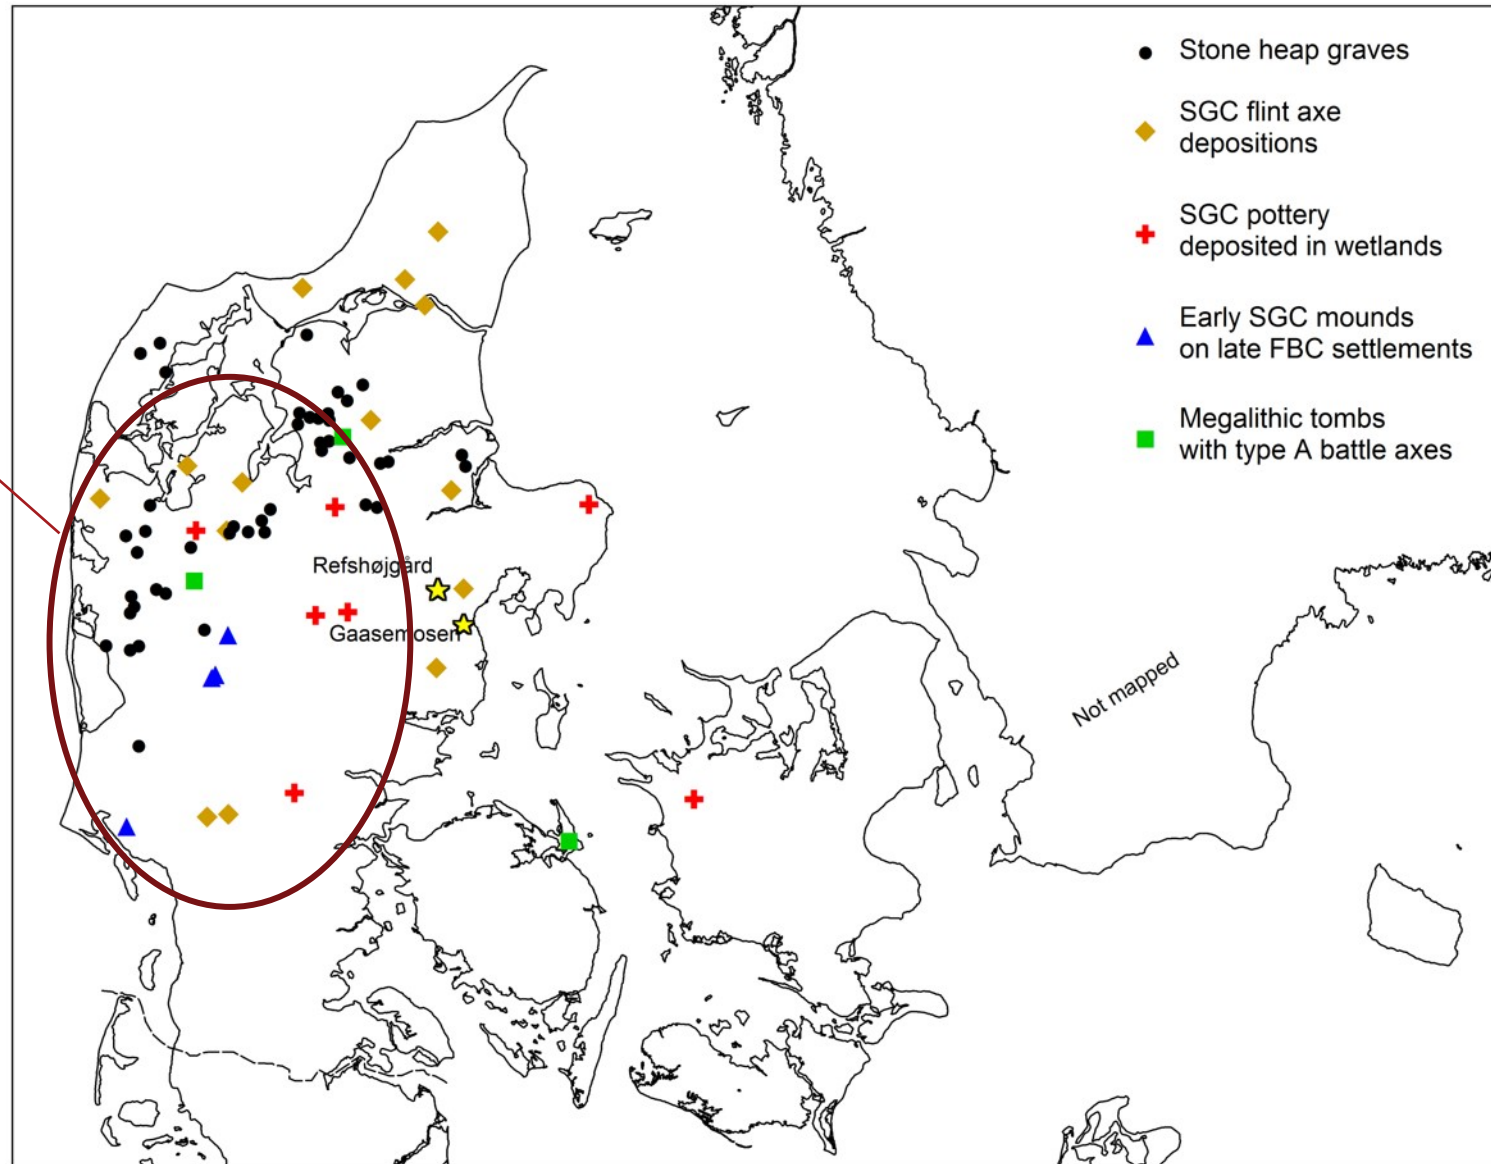 Stone heap graves
SGC flint axe
depositions
SGC pottery
deposited in wetlands
Early SGC mounds
on late FBC settlements
Megalithic tombs
with type A battle axes
Refshøjgård
Gaasemosen
Not mapped